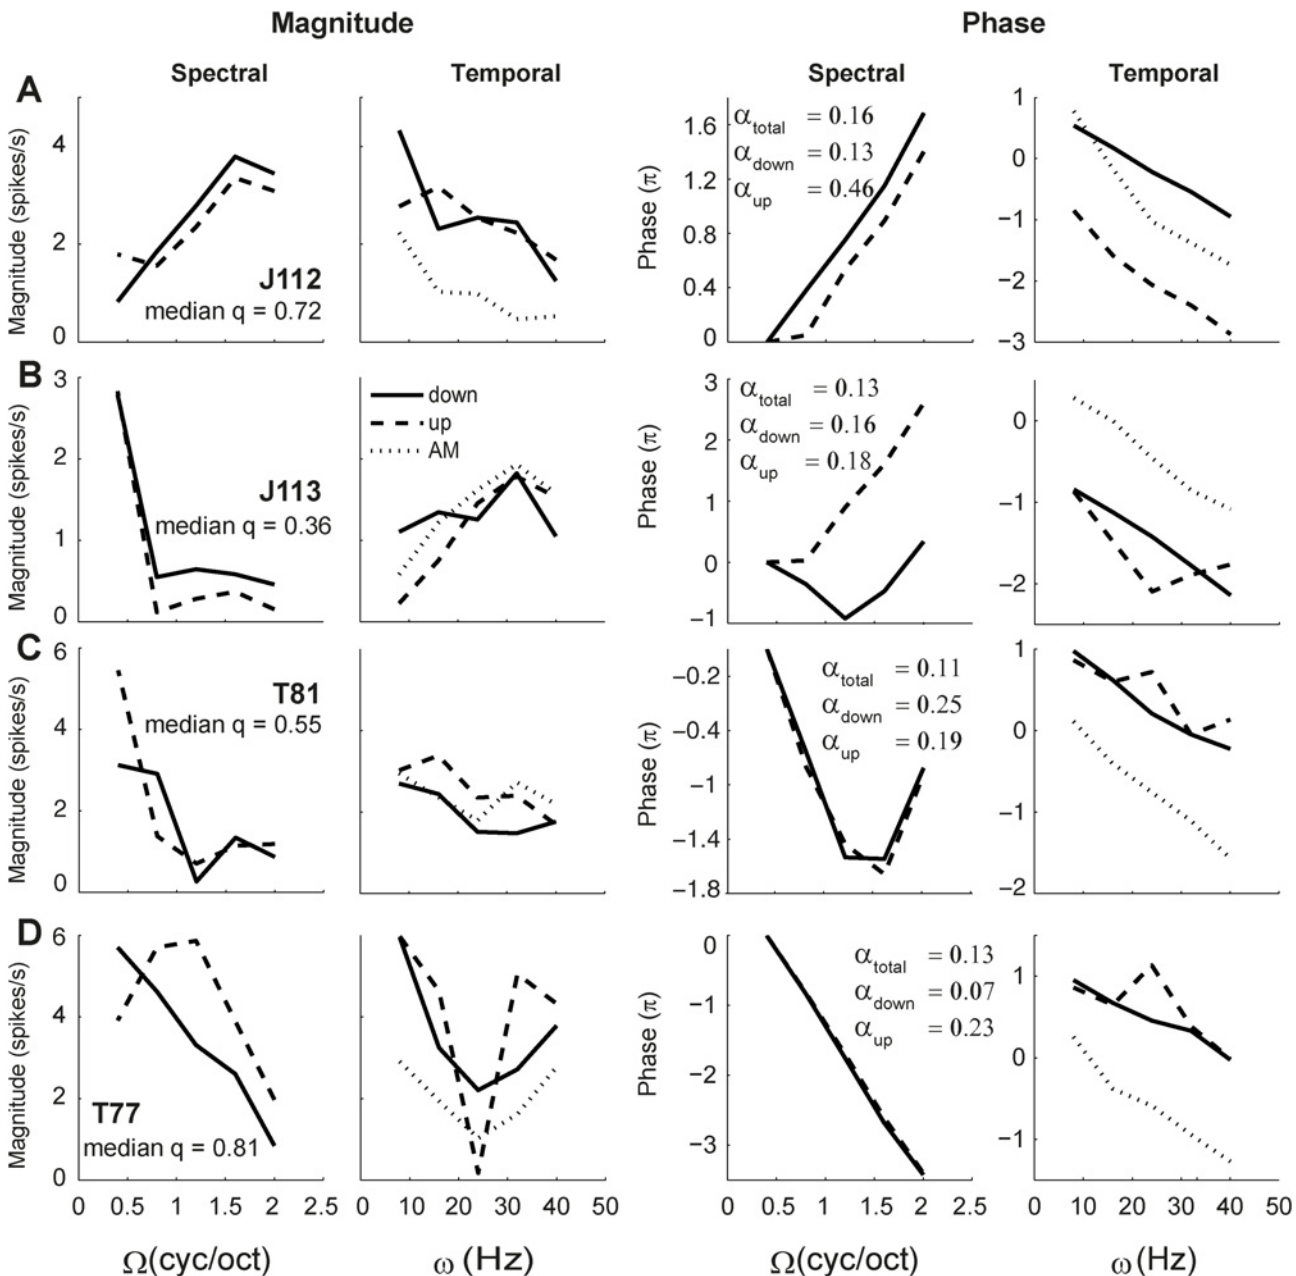 Magnitude Phase
Spectral Temporal Spectral Temporal
A
Magnitude (spikes/s)
4
2
0
J112
median q = 0.72
Phase (π)
1.6
1.2
0.8
0.4
0
α_total = 0.16
α_down = 0.13
α_up = 0.46
1
0
−1
−2
−3
B
Magnitude (spikes/s)
3
2
1
0
J113
median q = 0.36
down
up
AM
Phase (π)
3
2
1
0
−1
α_total = 0.13
α_down = 0.16
α_up = 0.18
0
−1
−2
C
Magnitude (spikes/s)
6
4
2
0
T81
median q = 0.55
Phase (π)
−0.2
−0.4
−1
−1.4
−1.8
α_total = 0.11
α_down = 0.25
α_up = 0.19
1
0
−1
−2
D
Magnitude (spikes/s)
6
4
2
0
T77
median q = 0.81
Phase (π)
0
−1
−2
−3
α_total = 0.13
α_down = 0.07
α_up = 0.23
1
0
−1
0 0.5 1 1.5 2 2.5 0 10 20 30 40 50 0 0.5 1 1.5 2 2.5 0 10 20 30 40 50
Ω(cyc/oct) ω (Hz) Ω(cyc/oct) ω(Hz)